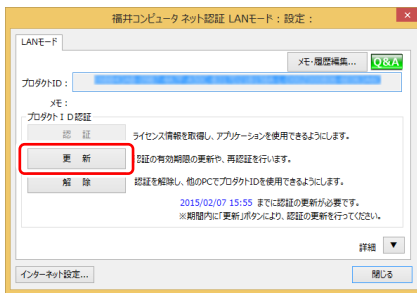 福井コンピュータ ネット認証 LANモード：設定：
LANモード
メモ・履歴編集... Q&A
プロダクトID：
メモ：
プロダクトＩＤ認証
認 証 ライセンス情報を取得し、アプリケーションを使用できるようにします。
更 新 認証の有効期限の更新や、再認証を行います。
解 除 認証を解除し、他のPCでプロダクトIDを使用できるようにします。
2015/02/07 15:55 までに認証の更新が必要です。
※期間内に「更新」ボタンにより、認証の更新を行ってください。
詳細 ▼
インターネット設定... 閉じる